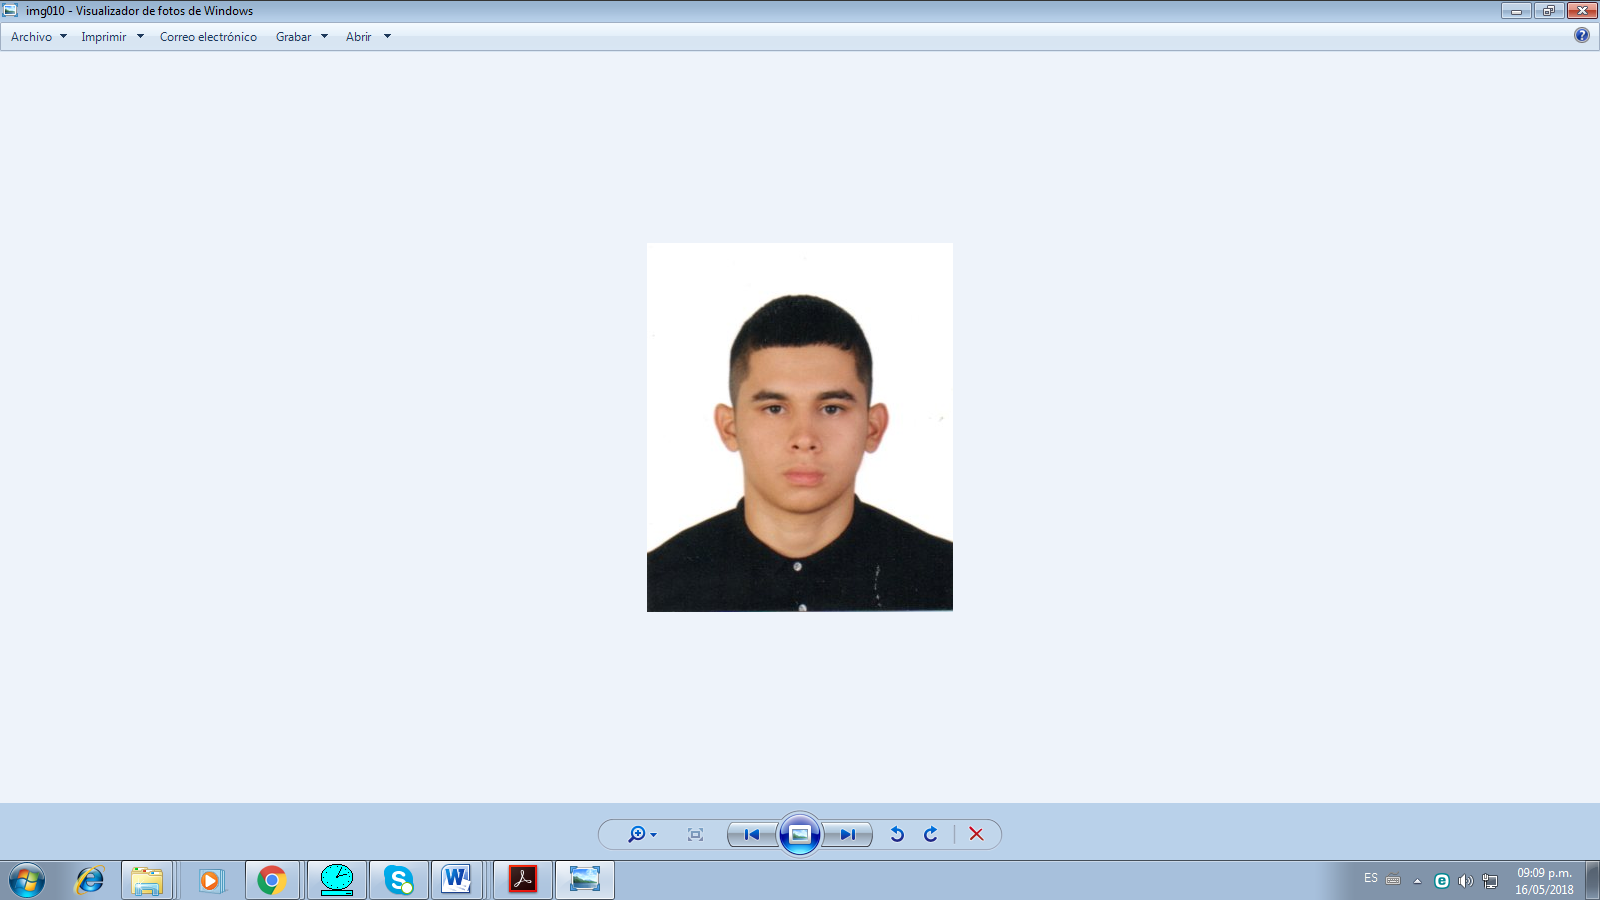 img010 - Visualizador de fotos de Windows
Archivo Imprimir Correo electrónico Grabar Abrir
ES
09:09 p.m.
16/05/2018